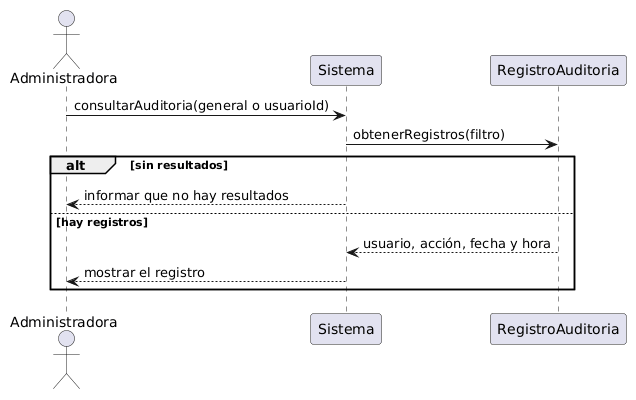 Administradora
Sistema
RegistroAuditoria
consultarAuditoria(general o usuarioId)
obtenerRegistros(filtro)
alt
[sin resultados]
informar que no hay resultados
[hay registros]
usuario, acción, fecha y hora
mostrar el registro
Administradora
Sistema
RegistroAuditoria